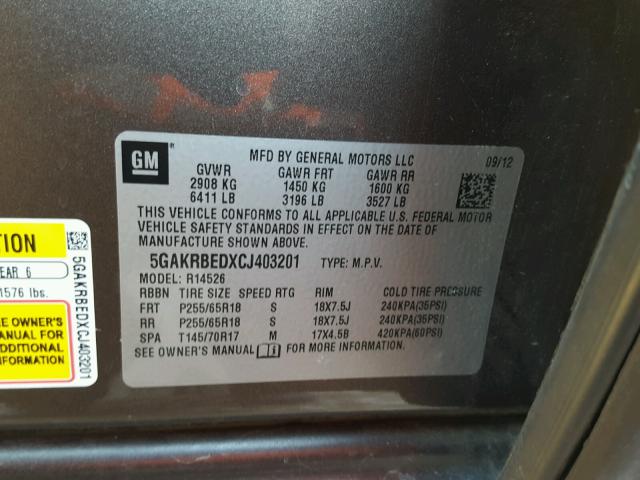 GM
MFD BY GENERAL MOTORS LLC 09/12
GVWR GAWR FRT GAWR RR
2908 KG 1450 KG 1600 KG
6411 LB 3196 LB 3527 LB
THIS VEHICLE CONFORMS TO ALL APPLICABLE U.S. FEDERAL MOTOR
VEHICLE SAFETY STANDARDS IN EFFECT ON THE DATE OF
MANUFACTURE SHOWN ABOVE.
5GAKRBEDXCJ403201 TYPE: M.P.V.
MODEL: R14526
RBBN TIRE SIZE SPEED RTG RIM COLD TIRE PRESSURE
FRT P255/65R18 S 18X7.5J 240KPA(35PSI)
RR P255/65R18 S 18X7.5J 240KPA(35PSI)
SPA T145/70R17 M 17X4.5B 420KPA(60PSI)
SEE OWNER'S MANUAL FOR MORE INFORMATION.
TION
EAR 6
1576 lbs.
E OWNER'S
ANUAL FOR
DDITIONAL
FORMATION
5GAKRBEDXCJ403201